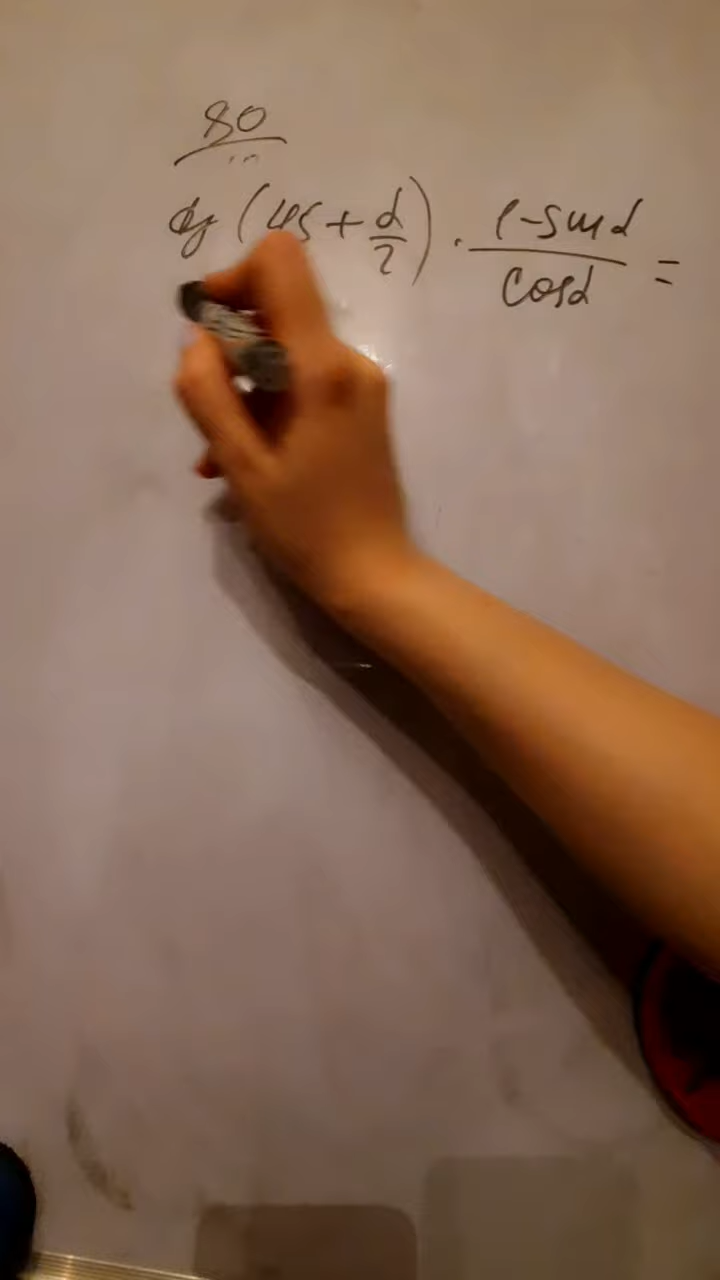 80
tg (45 + α/2) · (1-sinα)/cosα =